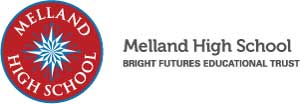 MELLAND
HIGH SCHOOL
Melland High School
BRIGHT FUTURES EDUCATIONAL TRUST